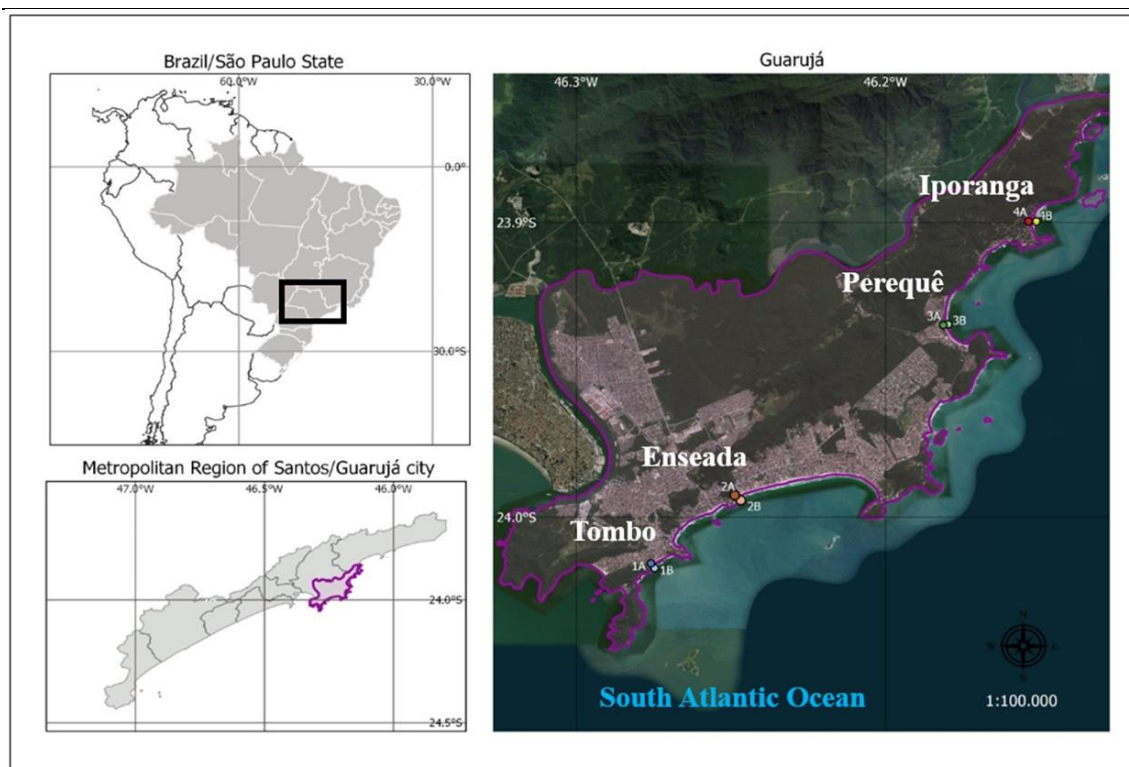 Brazil/São Paulo State
60.0°W 30.0°W
0.0°
30.0°S
Metropolitan Region of Santos/Guarujá city
47.0°W 46.5°W 46.0°W
24.0°S
24.5°S
Guarujá
46.3°W 46.2°W
Iporanga
4A 4B
23.9°S
Perequê
3A 3B
Enseada
2A
2B
24.0°S
Tombo
1A 1B
N
W E
S
South Atlantic Ocean
1:100.000